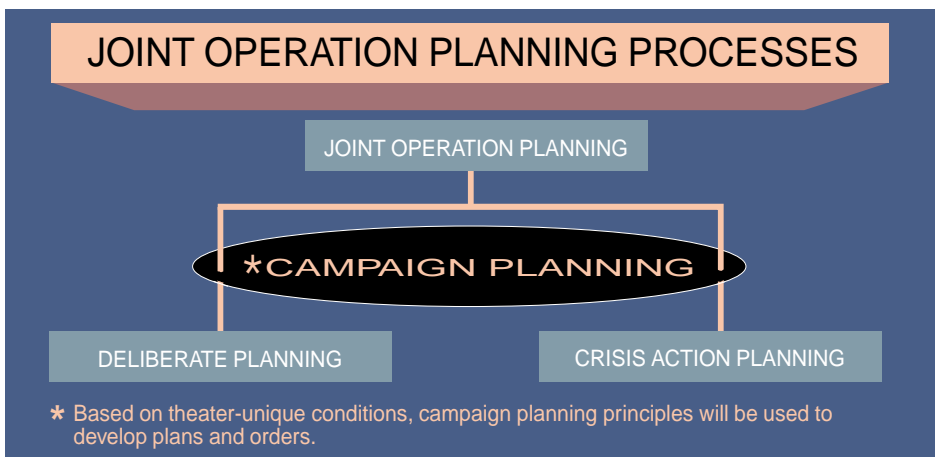 JOINT OPERATION PLANNING PROCESSES
JOINT OPERATION PLANNING
*CAMPAIGN PLANNING
DELIBERATE PLANNING
CRISIS ACTION PLANNING
* Based on theater-unique conditions, campaign planning principles will be used to
develop plans and orders.